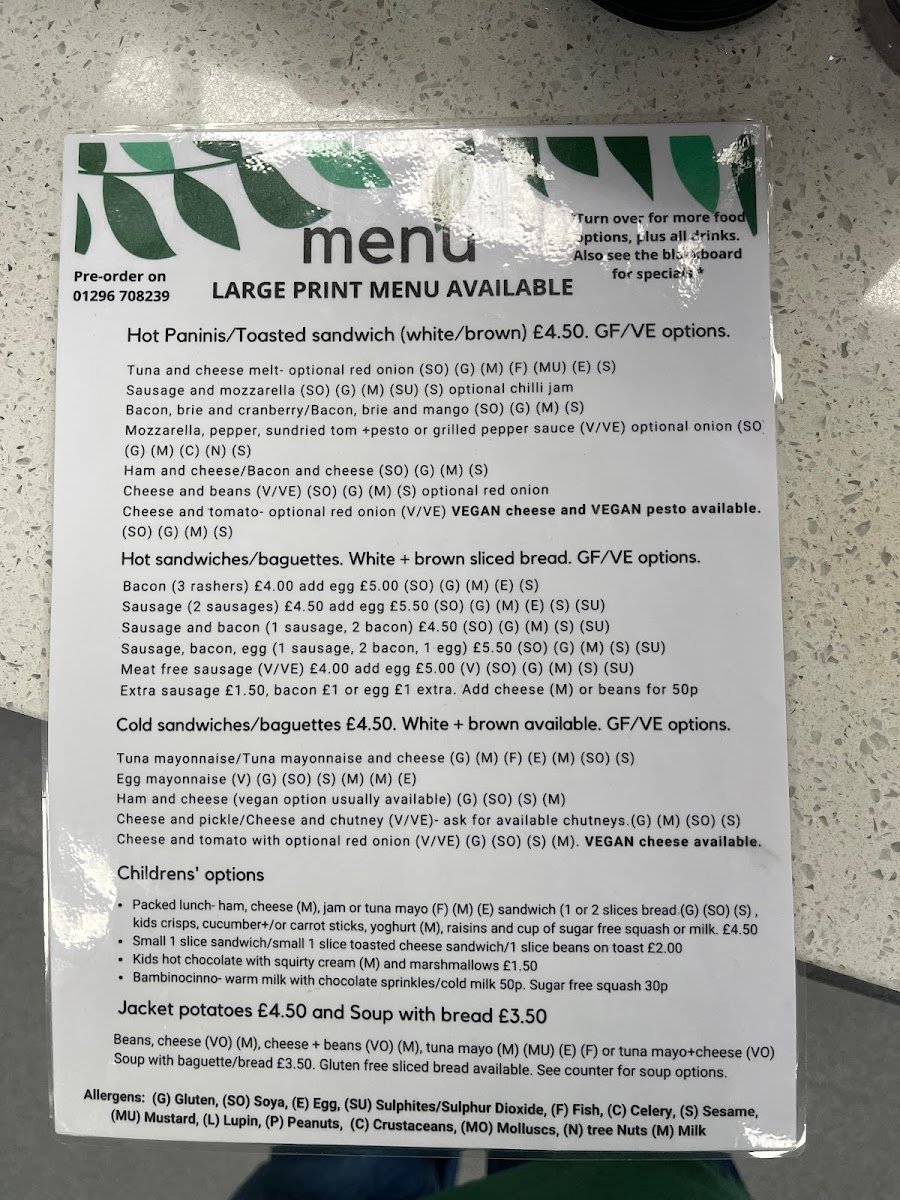 menu
*Turn over for more food
options, plus all drinks.
Also see the blackboard
for specials*
Pre-order on
01296 708239
LARGE PRINT MENU AVAILABLE
Hot Paninis/Toasted sandwich (white/brown) £4.50. GF/VE options.
Tuna and cheese melt- optional red onion (SO) (G) (M) (F) (MU) (E) (S)
Sausage and mozzarella (SO) (G) (M) (SU) (S) optional chilli jam
Bacon, brie and cranberry/Bacon, brie and mango (SO) (G) (M) (S)
Mozzarella, pepper, sundried tom +pesto or grilled pepper sauce (V/VE) optional onion (SO)
(G) (M) (C) (N) (S)
Ham and cheese/Bacon and cheese (SO) (G) (M) (S)
Cheese and beans (V/VE) (SO) (G) (M) (S) optional red onion
Cheese and tomato- optional red onion (V/VE) VEGAN cheese and VEGAN pesto available.
(SO) (G) (M) (S)
Hot sandwiches/baguettes. White + brown sliced bread. GF/VE options.
Bacon (3 rashers) £4.00 add egg £5.00 (SO) (G) (M) (E) (S)
Sausage (2 sausages) £4.50 add egg £5.50 (SO) (G) (M) (E) (S) (SU)
Sausage and bacon (1 sausage, 2 bacon) £4.50 (SO) (G) (M) (S) (SU)
Sausage, bacon, egg (1 sausage, 2 bacon, 1 egg) £5.50 (SO) (G) (M) (S) (SU)
Meat free sausage (V/VE) £4.00 add egg £5.00 (V) (SO) (G) (M) (S) (SU)
Extra sausage £1.50, bacon £1 or egg £1 extra. Add cheese (M) or beans for 50p
Cold sandwiches/baguettes £4.50. White + brown available. GF/VE options.
Tuna mayonnaise/Tuna mayonnaise and cheese (G) (M) (F) (E) (M) (SO) (S)
Egg mayonnaise (V) (G) (SO) (S) (M) (M) (E)
Ham and cheese (vegan option usually available) (G) (SO) (S) (M)
Cheese and pickle/Cheese and chutney (V/VE)- ask for available chutneys.(G) (M) (SO) (S)
Cheese and tomato with optional red onion (V/VE) (G) (SO) (S) (M). VEGAN cheese available.
Childrens' options
• Packed lunch- ham, cheese (M), jam or tuna mayo (F) (M) (E) sandwich (1 or 2 slices bread.(G) (SO) (S) ,
kids crisps, cucumber+/or carrot sticks, yoghurt (M), raisins and cup of sugar free squash or milk. £4.50
• Small 1 slice sandwich/small 1 slice toasted cheese sandwich/1 slice beans on toast £2.00
• Kids hot chocolate with squirty cream (M) and marshmallows £1.50
• Bambinocinno- warm milk with chocolate sprinkles/cold milk 50p. Sugar free squash 30p
Jacket potatoes £4.50 and Soup with bread £3.50
Beans, cheese (VO) (M), cheese + beans (VO) (M), tuna mayo (M) (MU) (E) (F) or tuna mayo+cheese (VO)
Soup with baguette/bread £3.50. Gluten free sliced bread available. See counter for soup options.
Allergens: (G) Gluten, (SO) Soya, (E) Egg, (SU) Sulphites/Sulphur Dioxide, (F) Fish, (C) Celery, (S) Sesame,
(MU) Mustard, (L) Lupin, (P) Peanuts, (C) Crustaceans, (MO) Molluscs, (N) tree Nuts (M) Milk